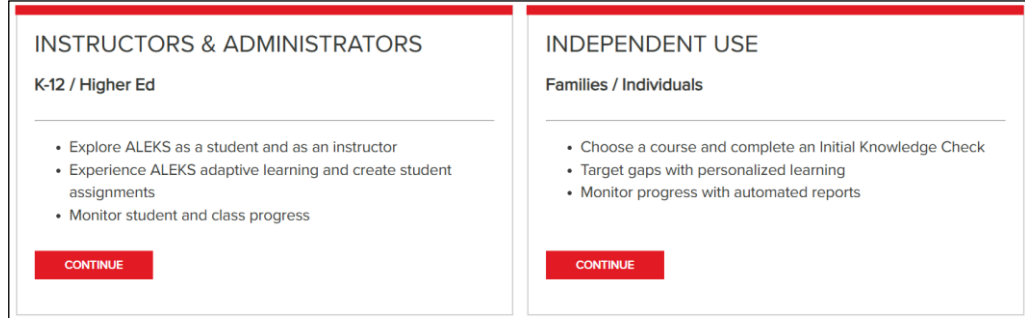 INSTRUCTORS & ADMINISTRATORS
K-12 / Higher Ed
• Explore ALEKS as a student and as an instructor
• Experience ALEKS adaptive learning and create student
assignments
• Monitor student and class progress
CONTINUE
INDEPENDENT USE
Families / Individuals
• Choose a course and complete an Initial Knowledge Check
• Target gaps with personalized learning
• Monitor progress with automated reports
CONTINUE